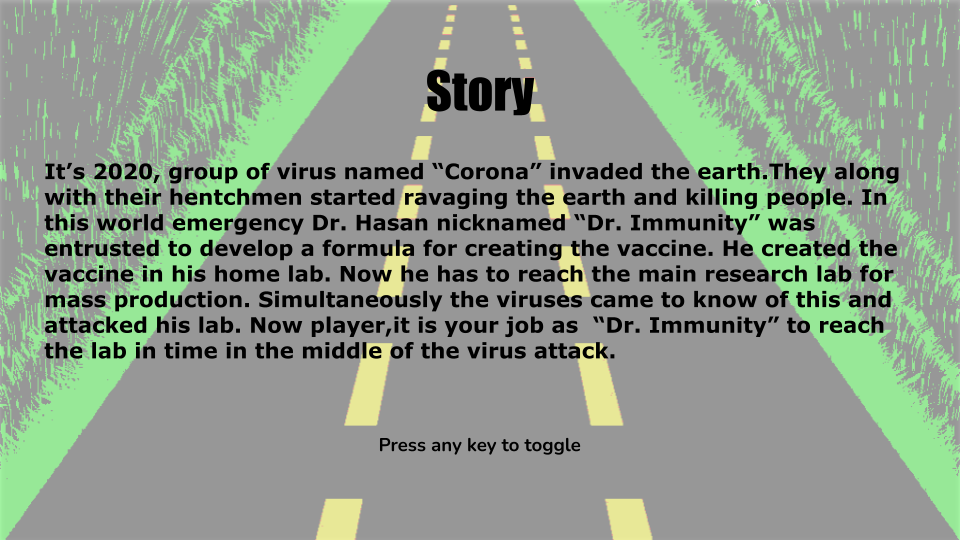 Story
It’s 2020, group of virus named “Corona” invaded the earth.They along
with their hentchmen started ravaging the earth and killing people. In
this world emergency Dr. Hasan nicknamed “Dr. Immunity” was
entrusted to develop a formula for creating the vaccine. He created the
vaccine in his home lab. Now he has to reach the main research lab for
mass production. Simultaneously the viruses came to know of this and
attacked his lab. Now player,it is your job as  “Dr. Immunity” to reach
the lab in time in the middle of the virus attack.
Press any key to toggle